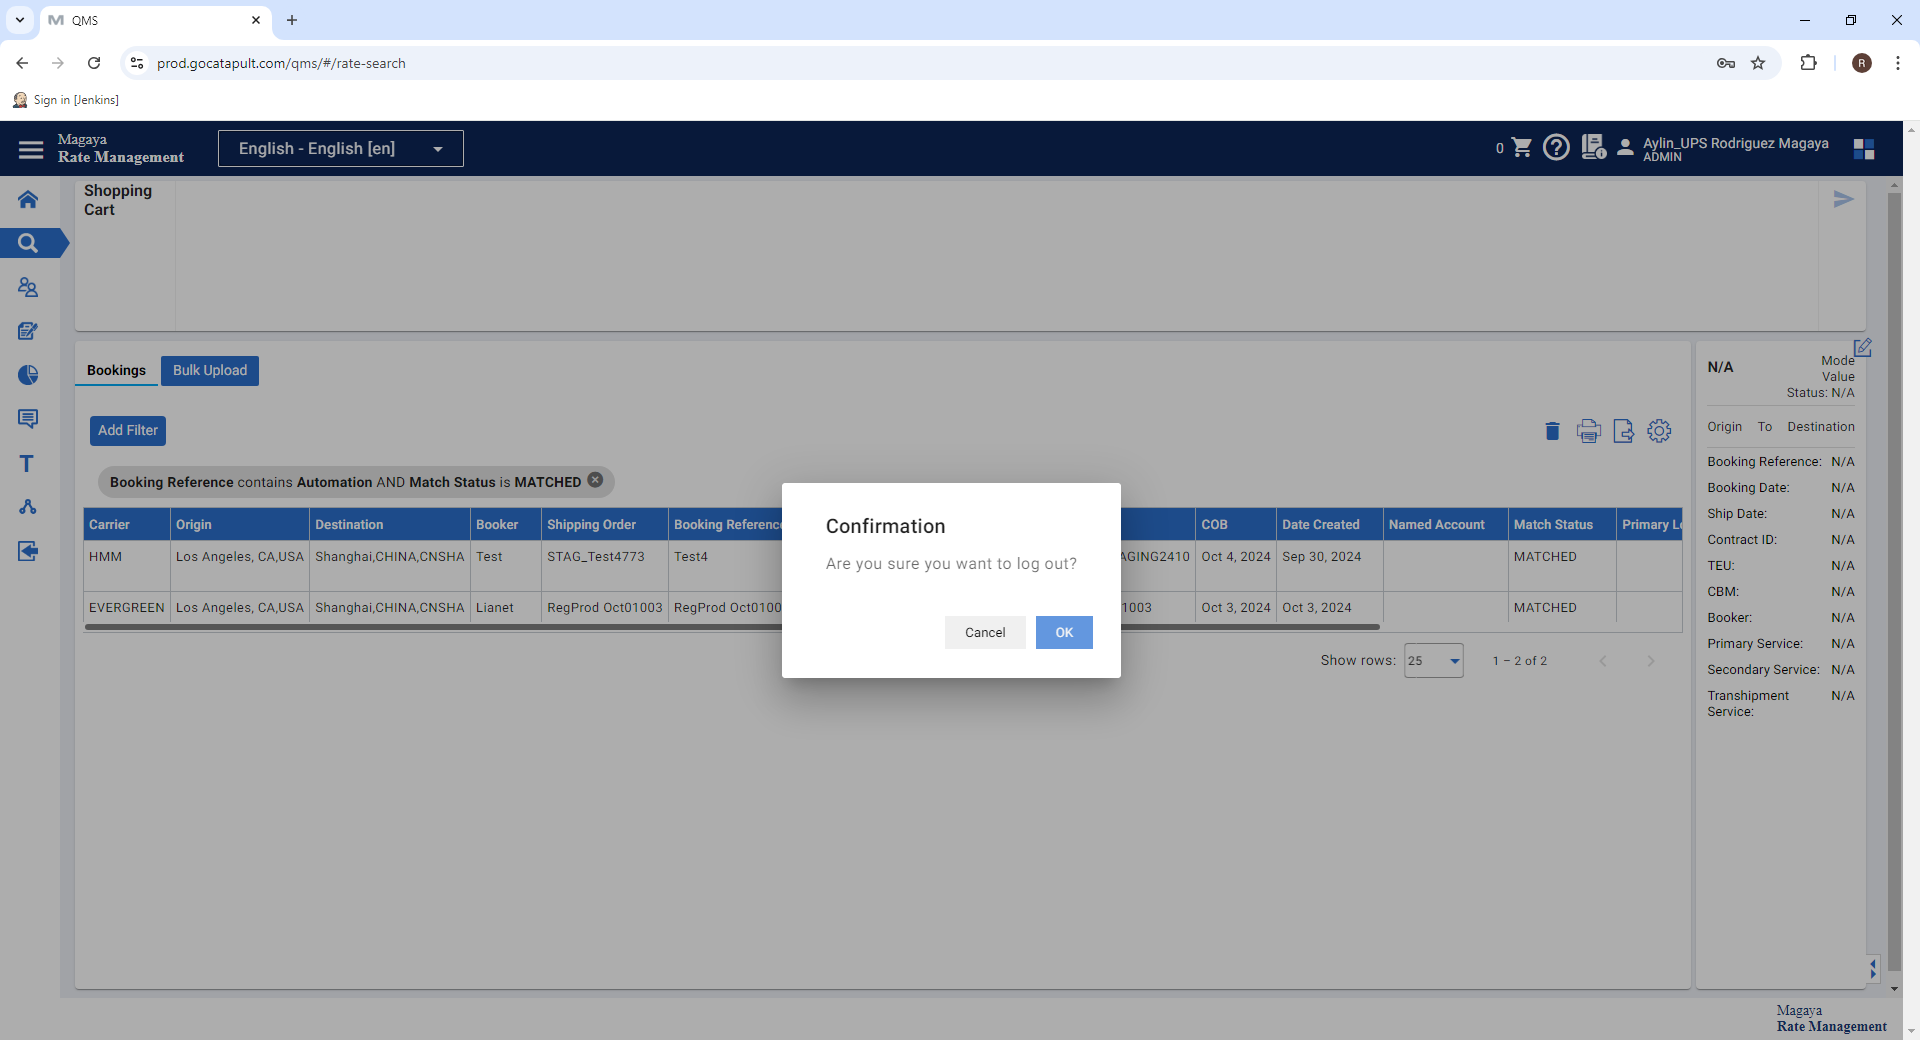 QMS
prod.gocatapult.com/qms/#/rate-search
R
Sign in [Jenkins]
Magaya
Rate Management
English - English [en]
0
Aylin_UPS Rodriguez Magaya
ADMIN
Shopping
Cart
Bookings
Bulk Upload
Add Filter
Booking Reference contains Automation AND Match Status is MATCHED
Carrier Origin Destination Booker Shipping Order Booking Reference COB Date Created Named Account Match Status Primary
HMM Los Angeles, CA,USA Shanghai,CHINA,CNSHA Test STAG_Test4773 Test4 AGING2410 Oct 4, 2024 Sep 30, 2024 MATCHED
EVERGREEN Los Angeles, CA,USA Shanghai,CHINA,CNSHA Lianet RegProd Oct01003 RegProd Oct0100 1003 Oct 3, 2024 Oct 3, 2024 MATCHED
Show rows: 25 1 – 2 of 2
Confirmation
Are you sure you want to log out?
Cancel
OK
N/A
Mode
Value
Status: N/A
Origin To Destination
Booking Reference: N/A
Booking Date: N/A
Ship Date: N/A
Contract ID: N/A
TEU: N/A
CBM: N/A
Booker: N/A
Primary Service: N/A
Secondary Service: N/A
Transhipment N/A
Service:
Magaya
Rate Management